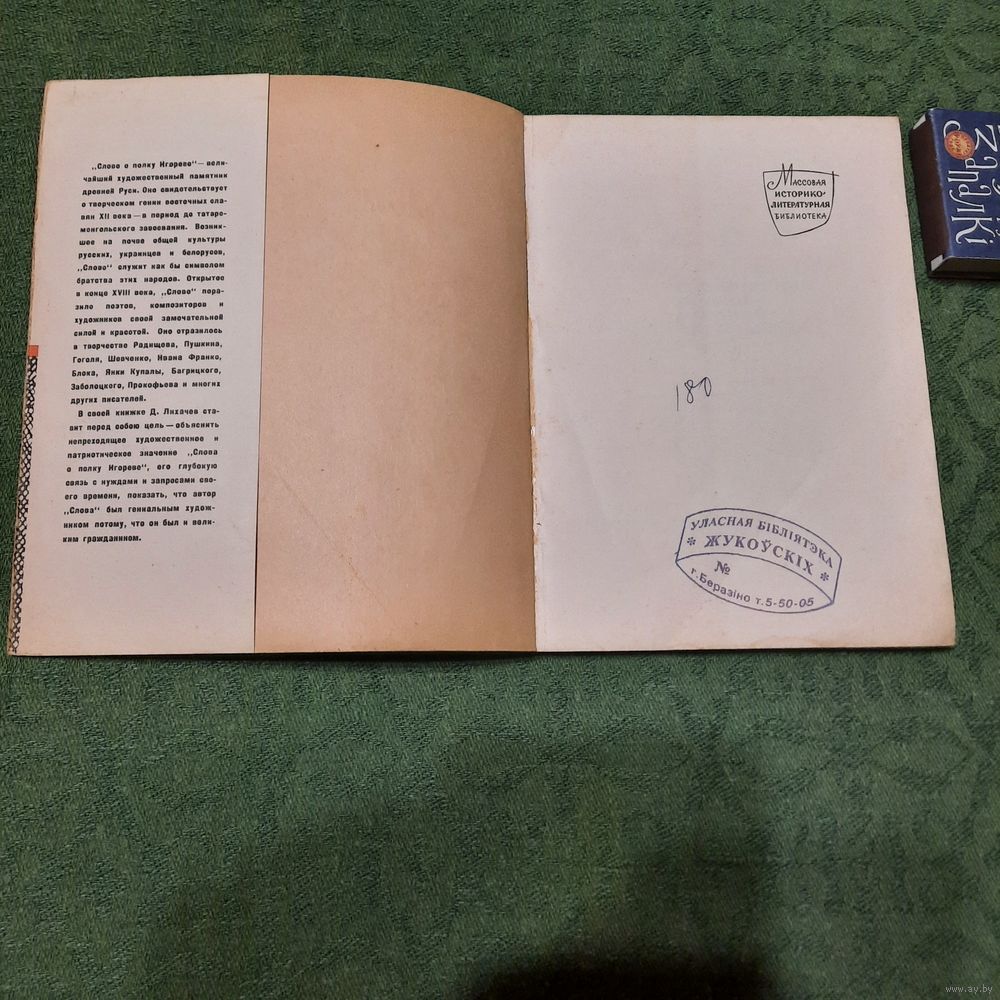 „Слово о полку Игореве“ — вели-
чайший художественный памятник
древней Руси. Оно свидетельствует
о творческом гении восточных сла-
вян XII века — в период до татаро-
монгольского завоевания. Возник-
шее на почве общей культуры
русских, украинцев и белорусов,
„Слово“ служит как бы символом
братства этих народов. Открытое
в конце XVIII века, „Слово“ пора-
зило поэтов, композиторов и
художников своей замечательной
силой и красотой. Оно отразилось
в творчестве Радищева, Пушкина,
Гоголя, Шевченко, Ивана Франко,
Блока, Янки Купалы, Багрицкого,
Заболоцкого, Прокофьева и многих
других писателей.
В своей книжке Д. Лихачев ста-
вит перед собою цель — объяснить
непреходящее художественное и
патриотическое значение „Слова
о полку Игореве“, его глубокую
связь с нуждами и запросами сво-
его времени, показать, что автор
„Слова“ был гениальным худож-
ником потому, что он был и вели-
ким гражданином.
Массовая
историко-
литературная
библиотека
180
УЛАСНАЯ БІБЛІЯТЭКА
* ЖУКОЎСКІХ *
№
г. Беразіно т. 5-50-05
Запалкі
www.ay.by